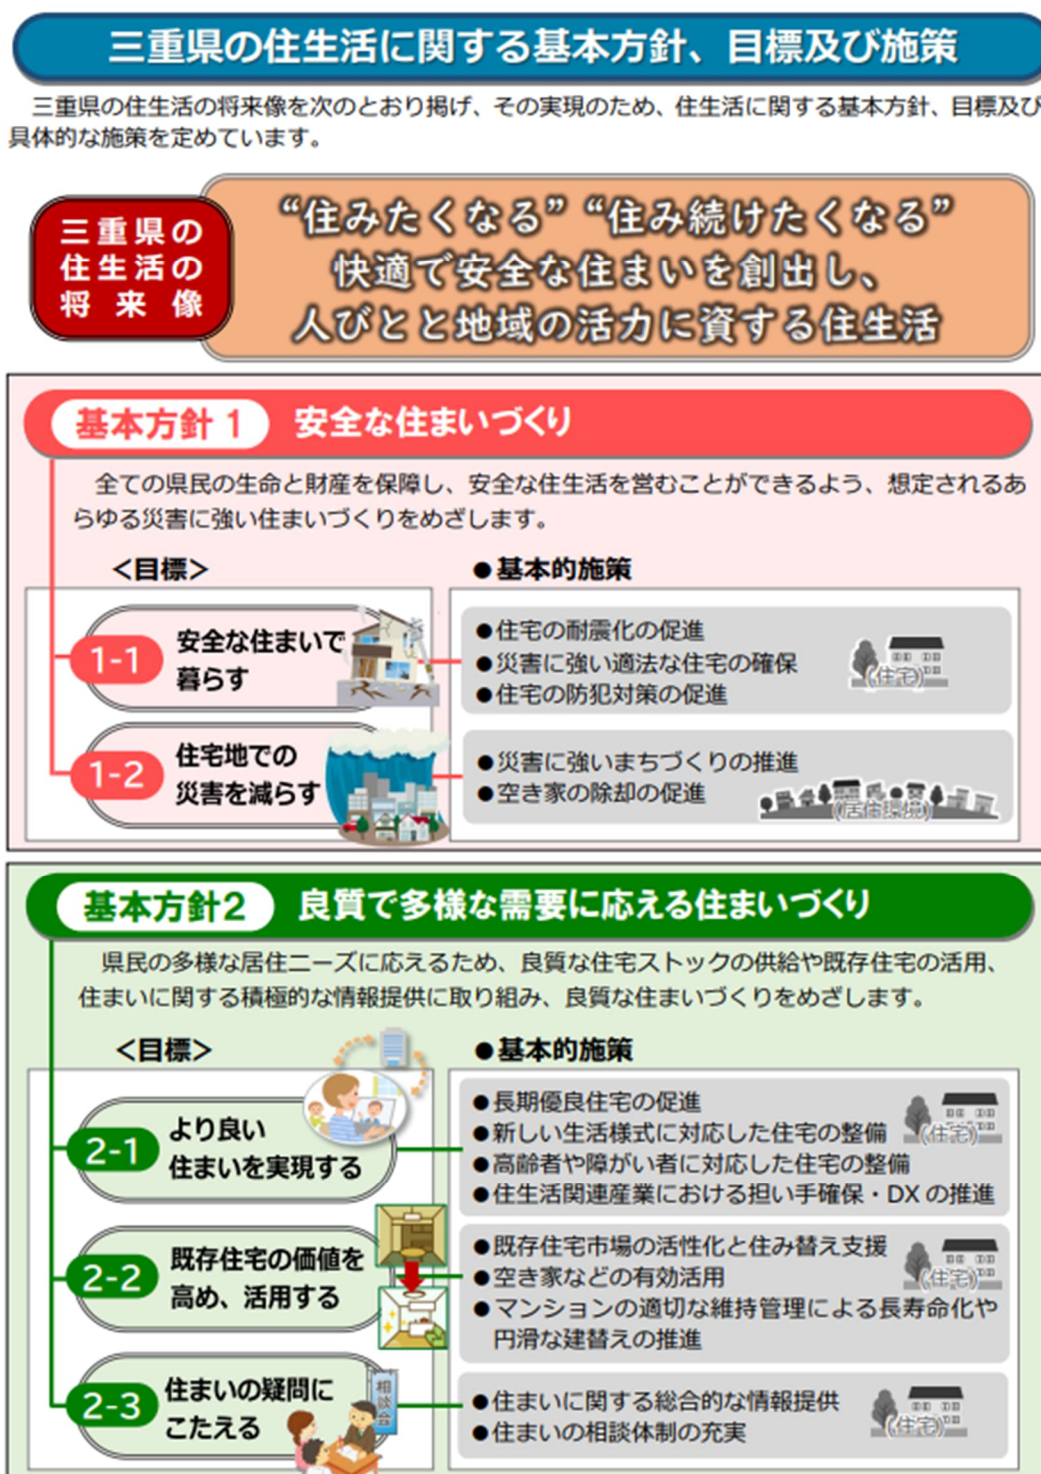 三重県の住生活に関する基本方針、目標及び施策
三重県の住生活の将来像を次のとおり掲げ、その実現のため、住生活に関する基本方針、目標及び
具体的な施策を定めています。
三重県の
住生活の
将来像
“住みたくなる” “住み続けたくなる”
快適で安全な住まいを創出し、
人びとと地域の活力に資する住生活
基本方針 1 安全な住まいづくり
全ての県民の生命と財産を保障し、安全な住生活を営むことができるよう、想定されるあ
らゆる災害に強い住まいづくりをめざします。
＜目標＞
●基本的施策
1-1
安全な住まいで
暮らす
●住宅の耐震化の促進
●災害に強い適法な住宅の確保
●住宅の防犯対策の促進
(住宅)
1-2
住宅地での
災害を減らす
●災害に強いまちづくりの推進
●空き家の除却の促進
(居住環境)
基本方針2 良質で多様な需要に応える住まいづくり
県民の多様な居住ニーズに応えるため、良質な住宅ストックの供給や既存住宅の活用、
住まいに関する積極的な情報提供に取り組み、良質な住まいづくりをめざします。
＜目標＞
●基本的施策
2-1
より良い
住まいを実現する
●長期優良住宅の促進
●新しい生活様式に対応した住宅の整備
●高齢者や障がい者に対応した住宅の整備
●住生活関連産業における担い手確保・DX の推進
(住宅)
2-2
既存住宅の価値を
高め、活用する
●既存住宅市場の活性化と住み替え支援
●空き家などの有効活用
●マンションの適切な維持管理による長寿命化や
円滑な建替えの推進
(住宅)
2-3
住まいの疑問に
こたえる
相談会
●住まいに関する総合的な情報提供
●住まいの相談体制の充実
(住宅)